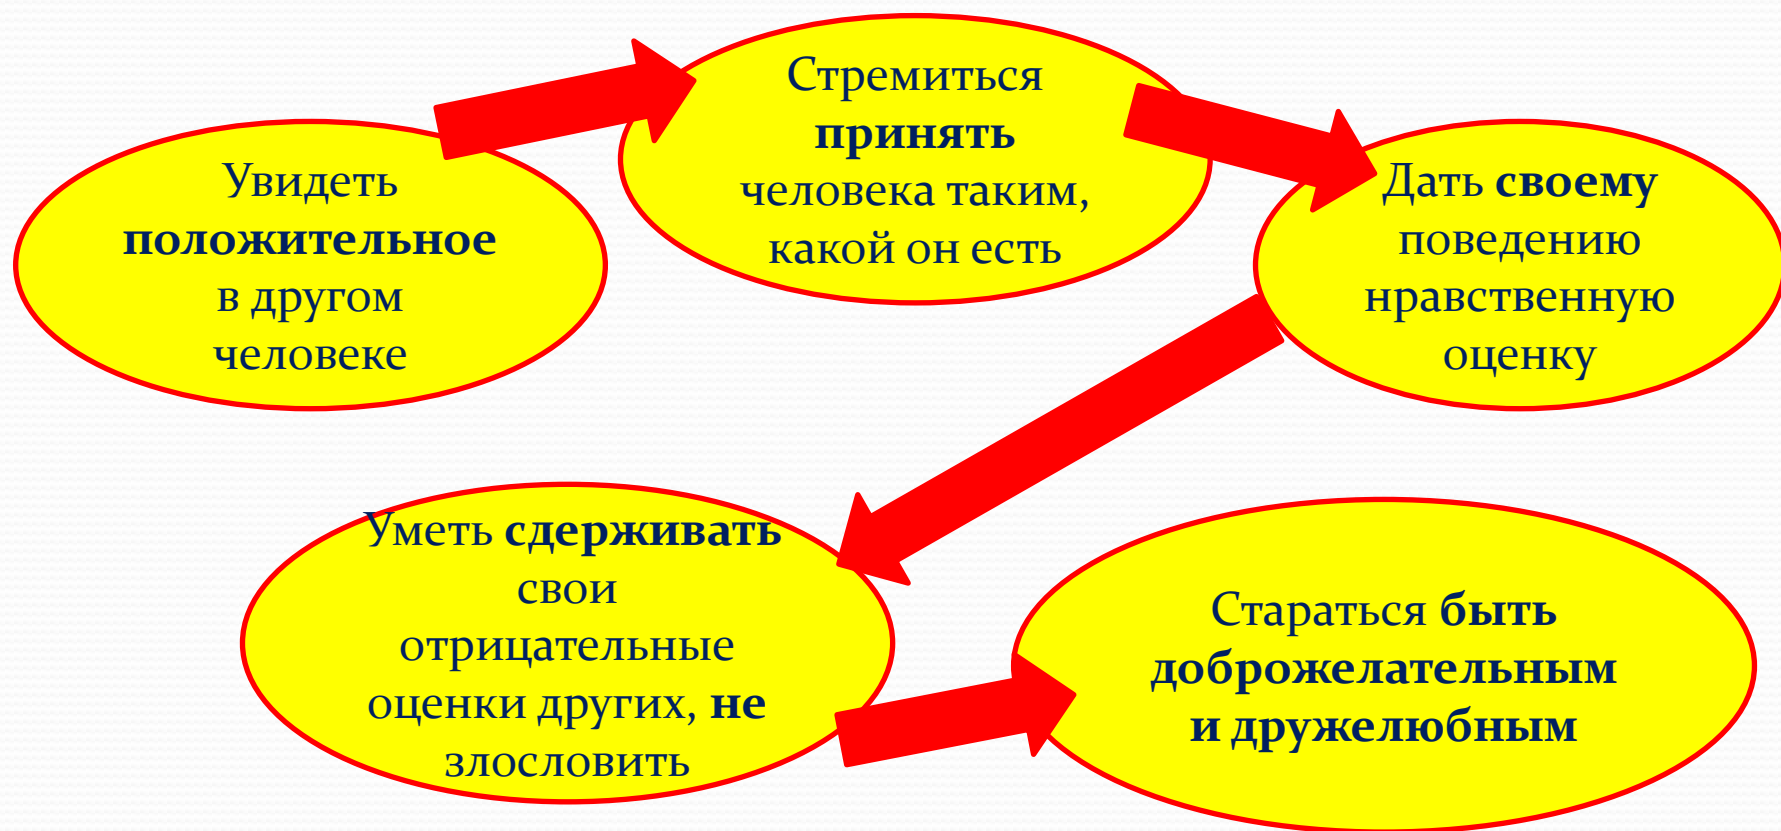 Увидеть
положительное
в другом
человеке
Стремиться
принять
человека таким,
какой он есть
Дать своему
поведению
нравственную
оценку
Уметь сдерживать
свои
отрицательные
оценки других, не
злословить
Стараться быть
доброжелательным
и дружелюбным